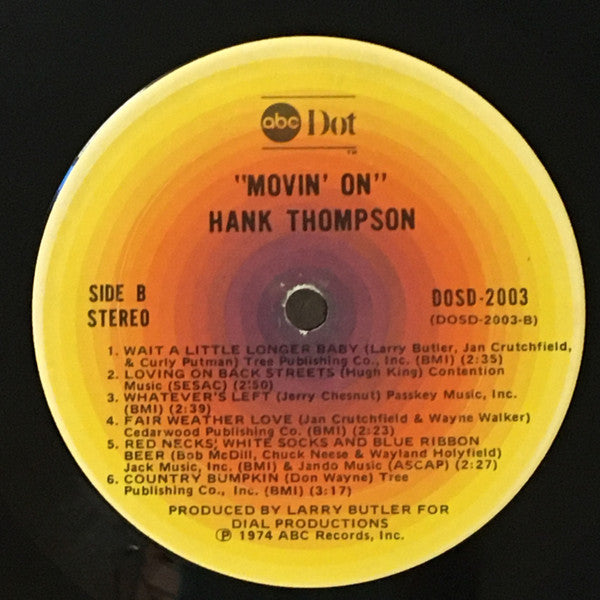 abc Dot
TM
"MOVIN' ON"
HANK THOMPSON
SIDE B
STEREO
DOSD-2003
(DOSD-2003-B)
1. WAIT A LITTLE LONGER BABY (Larry Butler, Jan Crutchfield,
& Curly Putman) Tree Publishing Co., Inc. (BMI) (2:35)
2. LOVING ON BACK STREETS (Hugh King) Contention
Music (SESAC) (2:50)
3. WHATEVER'S LEFT (Jerry Chesnut) Passkey Music, Inc.
(BMI) (2:39)
4. FAIR WEATHER LOVE (Jan Crutchfield & Wayne Walker)
Cedarwood Publishing Co. (BMI) (2:23)
5. RED NECKS, WHITE SOCKS AND BLUE RIBBON
BEER (Bob McDill, Chuck Neese & Wayland Holyfield)
Jack Music, Inc. (BMI) & Jando Music (ASCAP) (2:27)
6. COUNTRY BUMPKIN (Don Wayne) Tree
Publishing Co., Inc. (BMI) (3:17)
PRODUCED BY LARRY BUTLER FOR
DIAL PRODUCTIONS
℗ 1974 ABC Records, Inc.